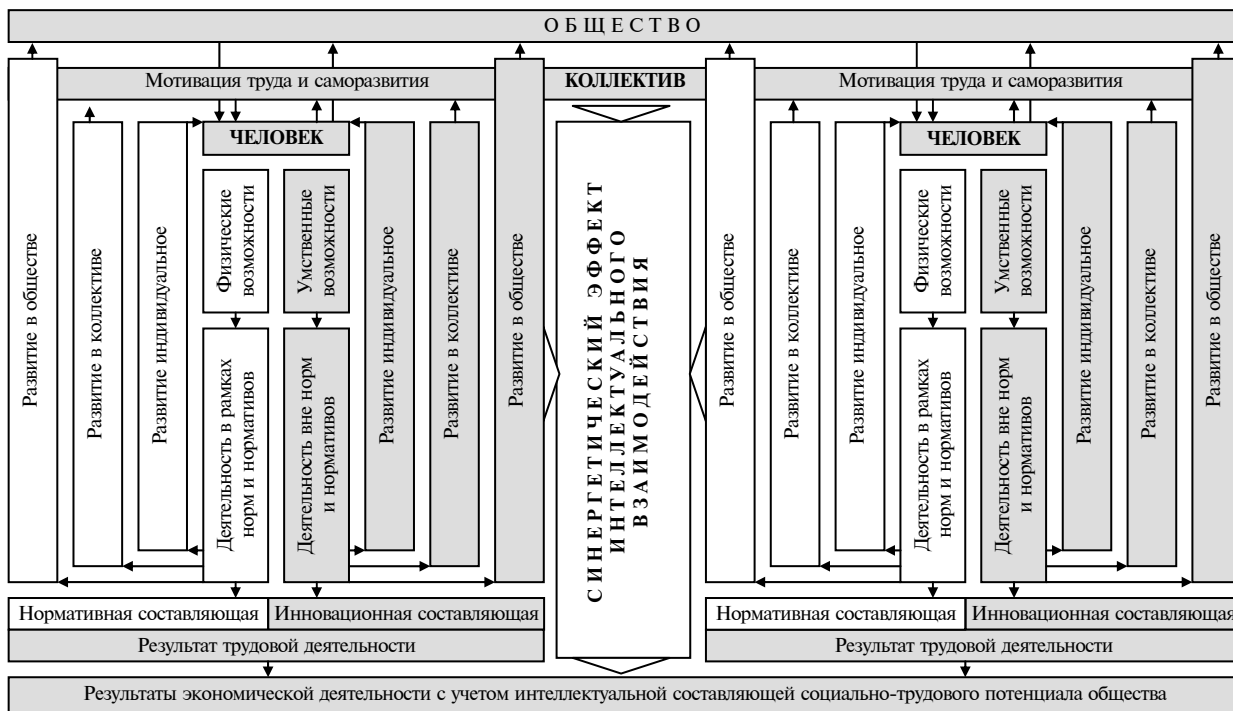 О Б Щ Е С Т В О
Мотивация труда и саморазвития
КОЛЛЕКТИВ
Мотивация труда и саморазвития
Развитие в обществе
Развитие в коллективе
Развитие индивидуальное
ЧЕЛОВЕК
Физические
возможности
Умственные
возможности
Деятельность в рамках
норм и нормативов
Деятельность вне норм
и нормативов
Развитие индивидуальное
Развитие в коллективе
Развитие в обществе
С И Н Е Р Г Е Т И Ч Е С К И Й Э Ф Ф Е К Т
И Н Т Е Л Л Е К Т У А Л Ь Н О Г О
В З А И М О Д Е Й С Т В И Я
Развитие в обществе
Развитие в коллективе
Развитие индивидуальное
ЧЕЛОВЕК
Физические
возможности
Умственные
возможности
Деятельность в рамках
норм и нормативов
Деятельность вне норм
и нормативов
Развитие индивидуальное
Развитие в коллективе
Развитие в обществе
Нормативная составляющая
Инновационная составляющая
Нормативная составляющая
Инновационная составляющая
Результат трудовой деятельности
Результат трудовой деятельности
Результаты экономической деятельности с учетом интеллектуальной составляющей социально-трудового потенциала общества